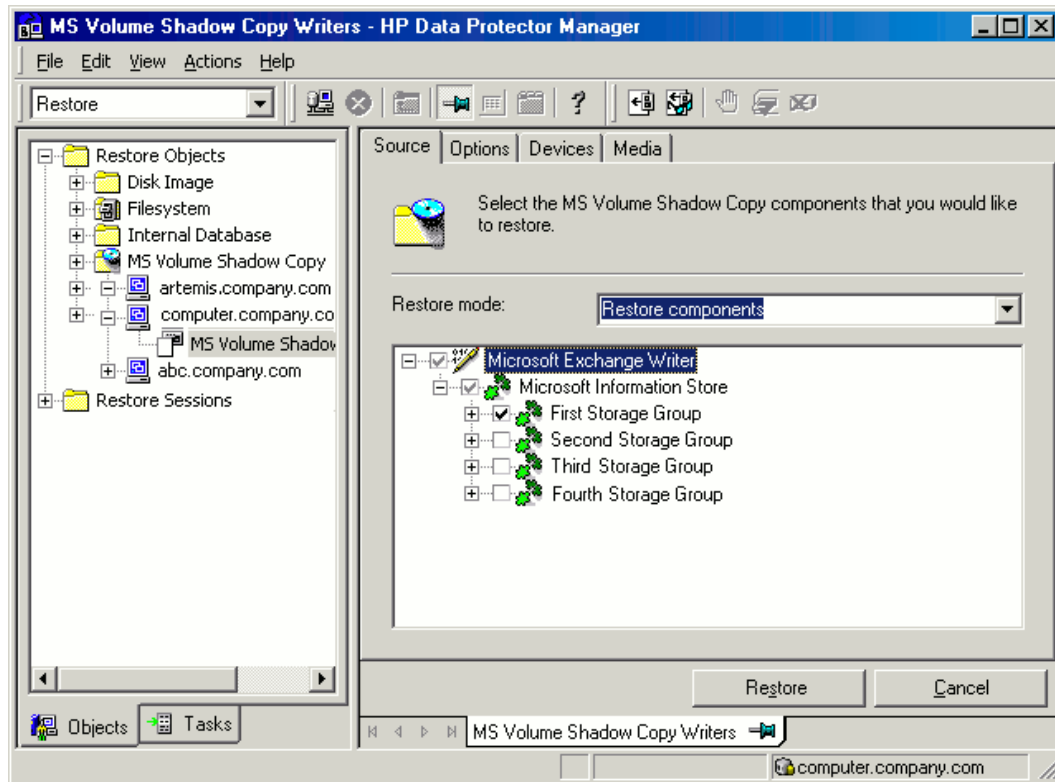 MS Volume Shadow Copy Writers - HP Data Protector Manager
File Edit View Actions Help
Restore
Restore Objects
Disk Image
Filesystem
Internal Database
MS Volume Shadow Copy
artemis.company.com
computer.company.co
MS Volume Shadow
abc.company.com
Restore Sessions
Objects Tasks
Source Options Devices Media
Select the MS Volume Shadow Copy components that you would like
to restore.
Restore mode: Restore components
Microsoft Exchange Writer
Microsoft Information Store
First Storage Group
Second Storage Group
Third Storage Group
Fourth Storage Group
Restore Cancel
MS Volume Shadow Copy Writers
computer.company.com